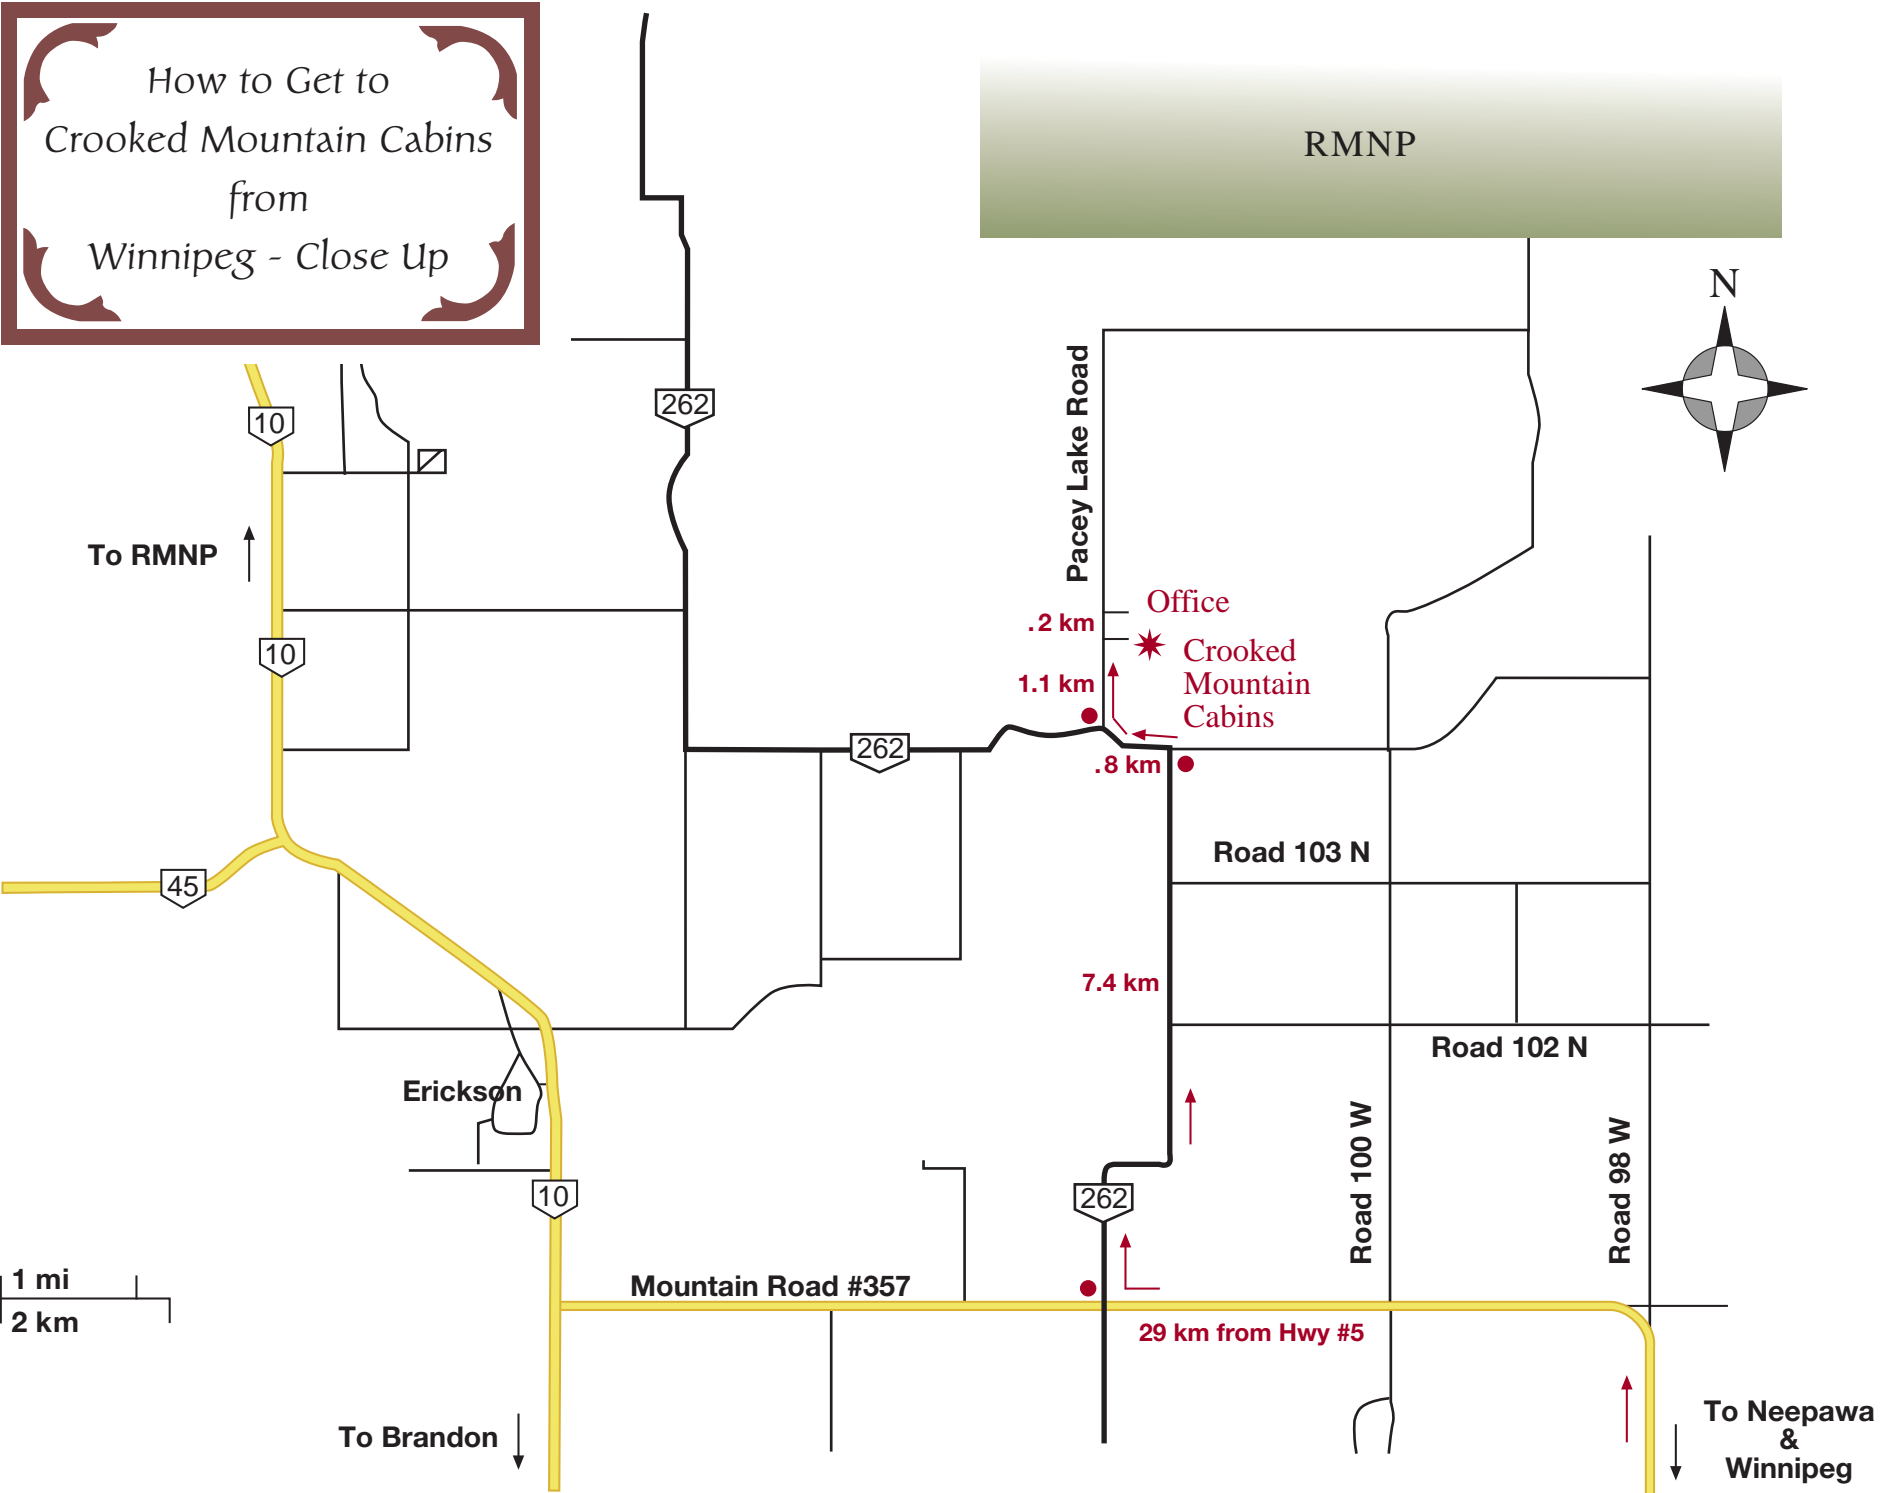 How to Get to
Crooked Mountain Cabins
from
Winnipeg - Close Up
RMNP
N
262
10
Pacey Lake Road
To RMNP
Office
.2 km
10
Crooked
Mountain
Cabins
1.1 km
262
.8 km
Road 103 N
45
7.4 km
Road 102 N
Erickson
Road 100 W
Road 98 W
10
262
1 mi
2 km
Mountain Road #357
29 km from Hwy #5
To Brandon
To Neepawa
&
Winnipeg